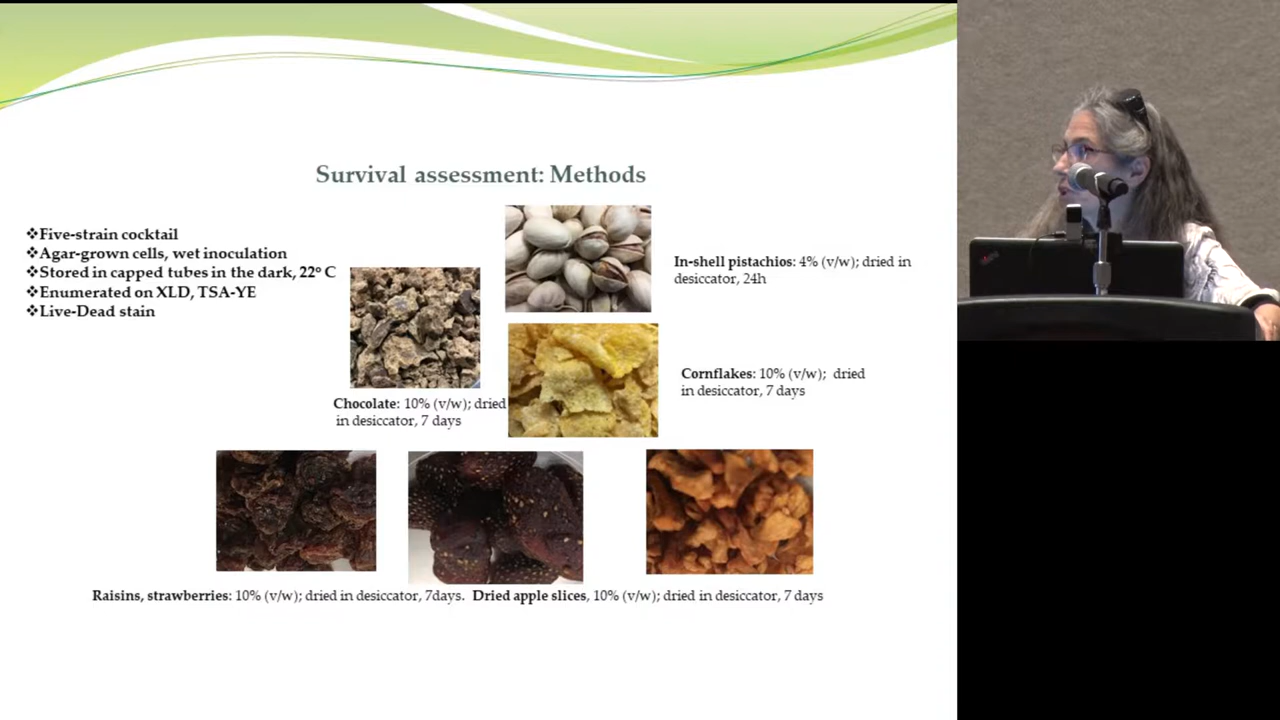 Survival assessment: Methods
❖Five-strain cocktail
❖Agar-grown cells, wet inoculation
❖Stored in capped tubes in the dark, 22º C
❖Enumerated on XLD, TSA-YE
❖Live-Dead stain
In-shell pistachios: 4% (v/w); dried in
desiccator, 24h
Cornflakes: 10% (v/w);  dried
in desiccator, 7 days
Chocolate: 10% (v/w); dried
in desiccator, 7 days
Raisins, strawberries: 10% (v/w); dried in desiccator, 7days.  Dried apple slices, 10% (v/w); dried in desiccator, 7 days